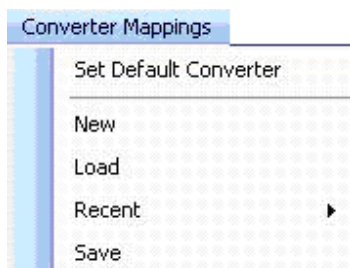 Converter Mappings
Set Default Converter
New
Load
Recent
Save